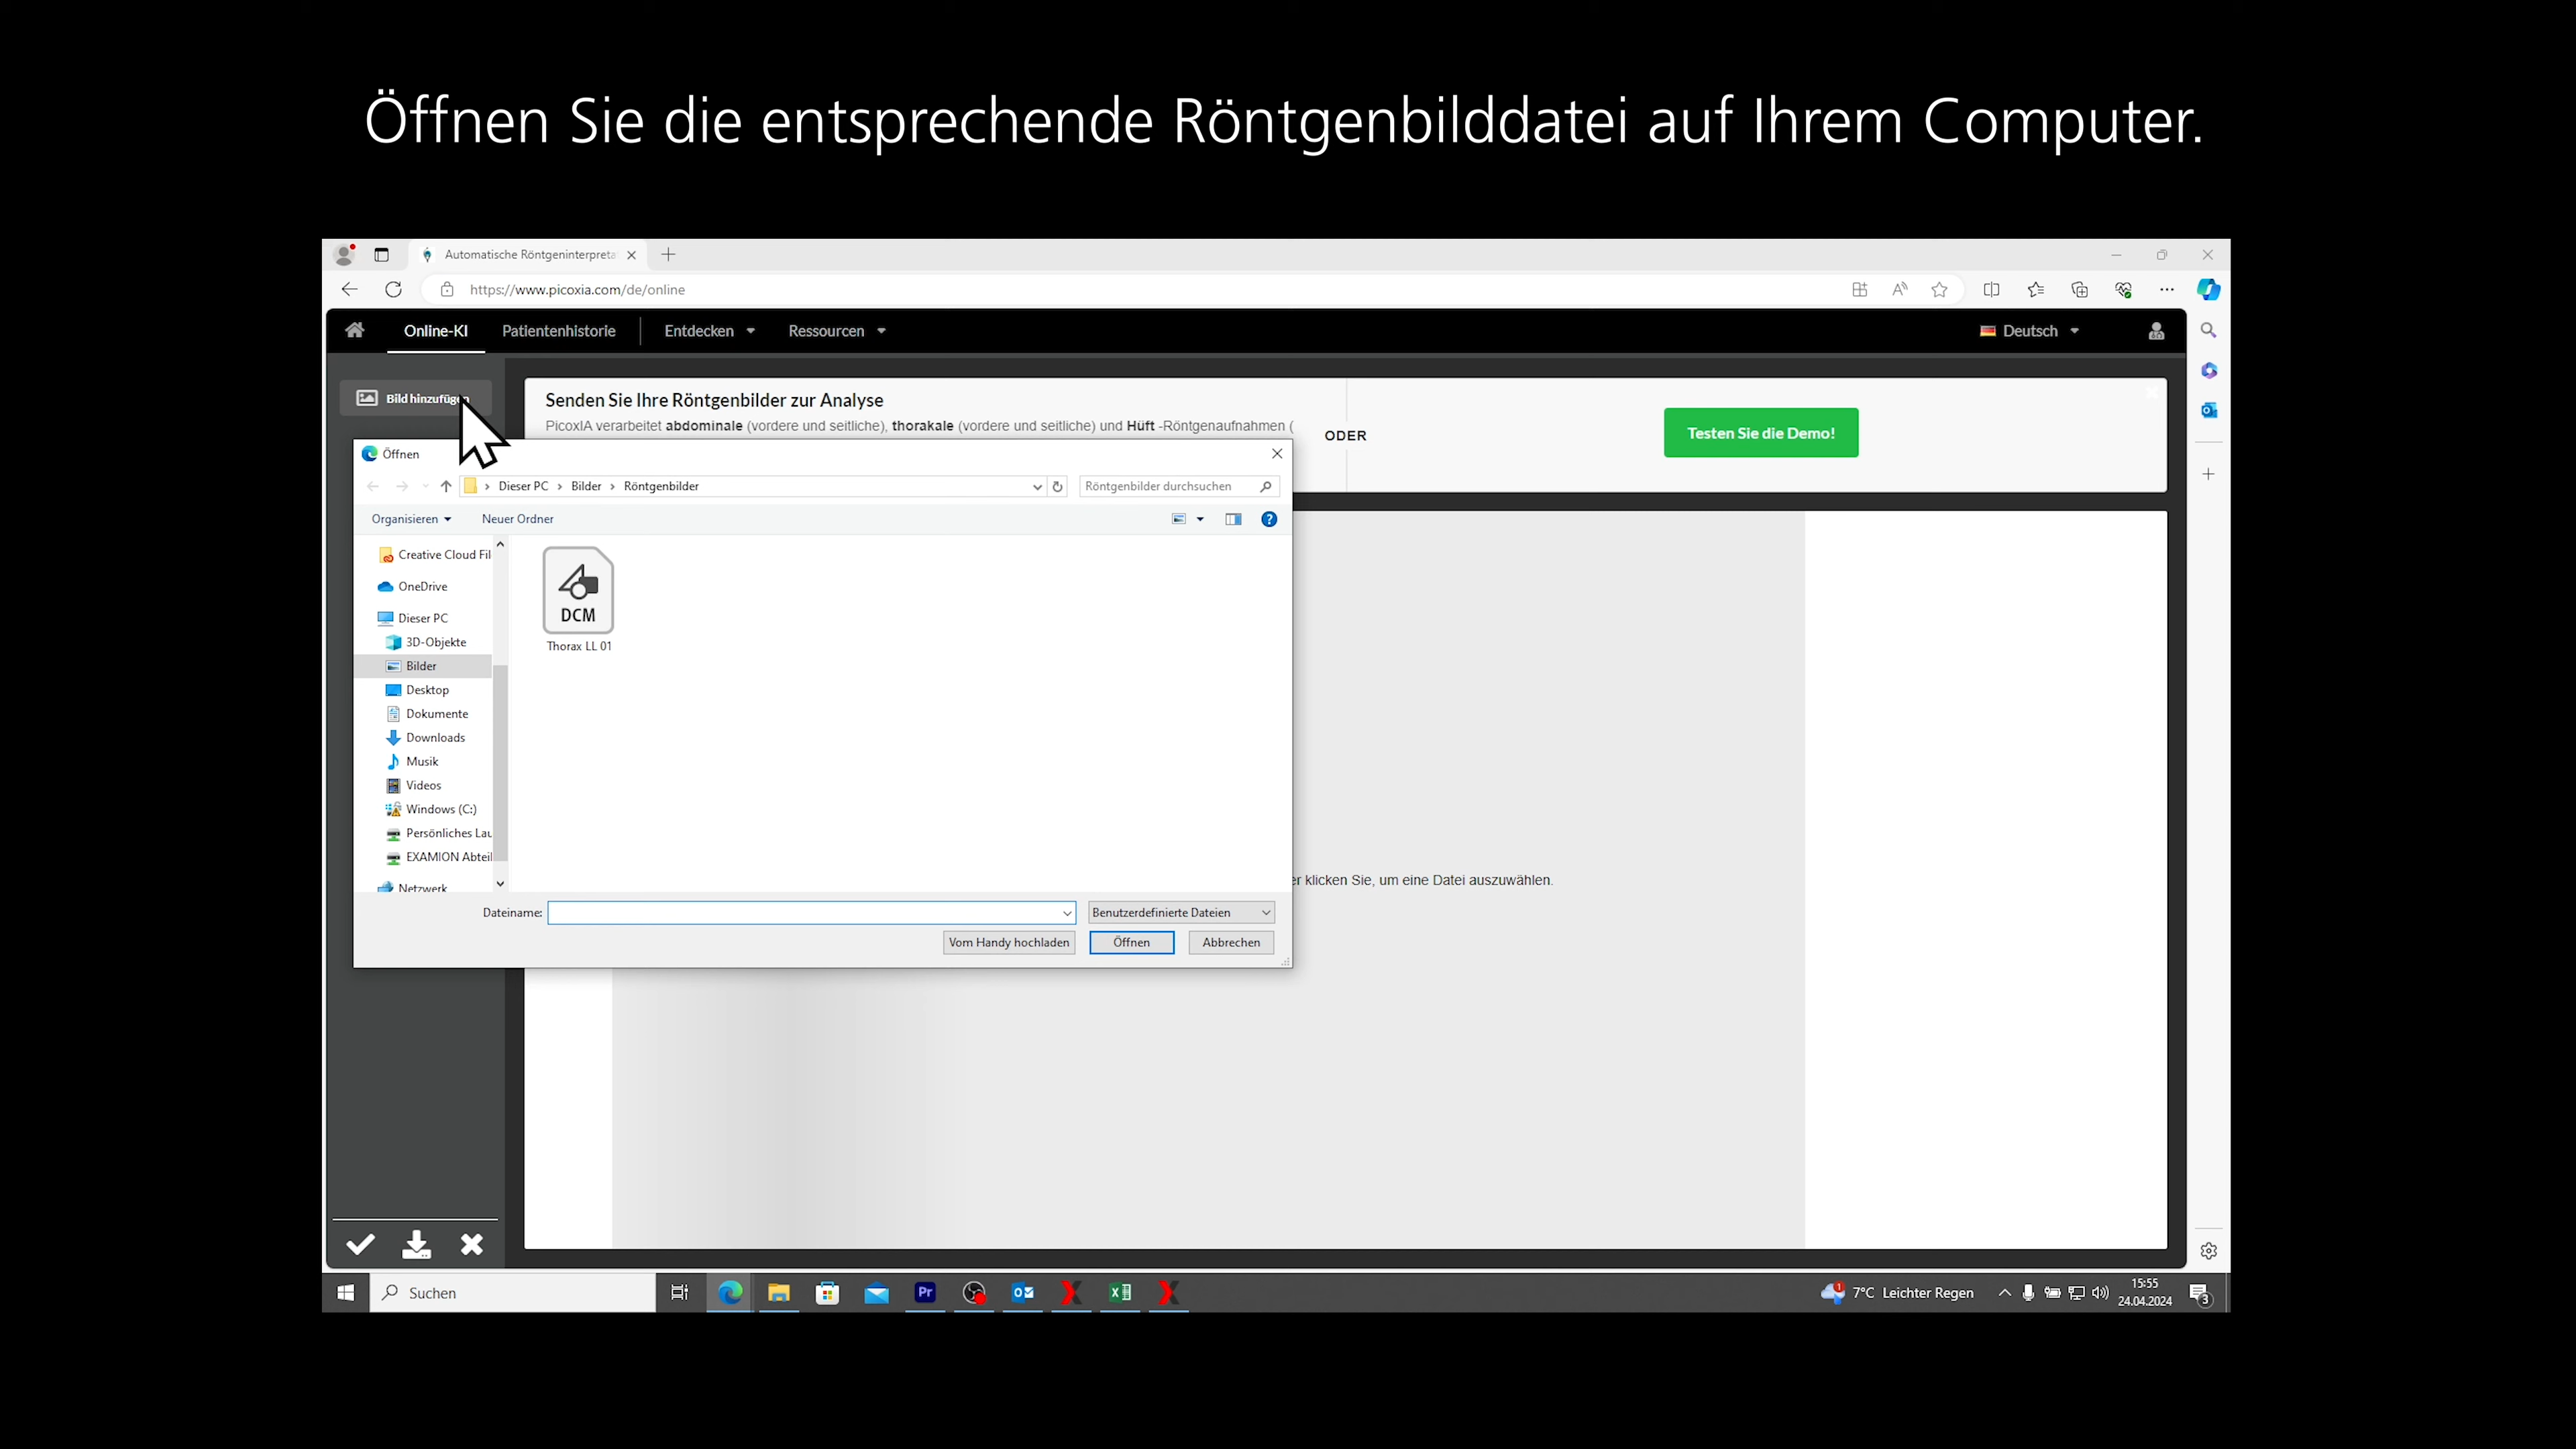 Öffnen Sie die entsprechende Röntgenbilddatei auf Ihrem Computer.
Automatische Röntgeninterpreta
https://www.picoxia.com/de/online
Online-KI Patientenhistorie Entdecken Ressourcen Deutsch
Bild hinzufügen
Senden Sie Ihre Röntgenbilder zur Analyse
PicoxIA verarbeitet abdominale (vordere und seitliche), thorakale (vordere und seitliche) und Hüft -Röntgenaufnahmen (
ODER
Testen Sie die Demo!
Öffnen
Dieser PC › Bilder › Röntgenbilder
Röntgenbilder durchsuchen
Organisieren Neuer Ordner
Creative Cloud Fil
OneDrive
Dieser PC
3D-Objekte
Bilder
Desktop
Dokumente
Downloads
Musik
Videos
Windows (C:)
Persönliches Lau
EXAMION Abteil
Netzwerk
DCM
Thorax LL 01
er klicken Sie, um eine Datei auszuwählen.
Dateiname:
Benutzerdefinierte Dateien
Vom Handy hochladen Öffnen Abbrechen
Suchen
Pr
1
7°C Leichter Regen
15:55
24.04.2024
3